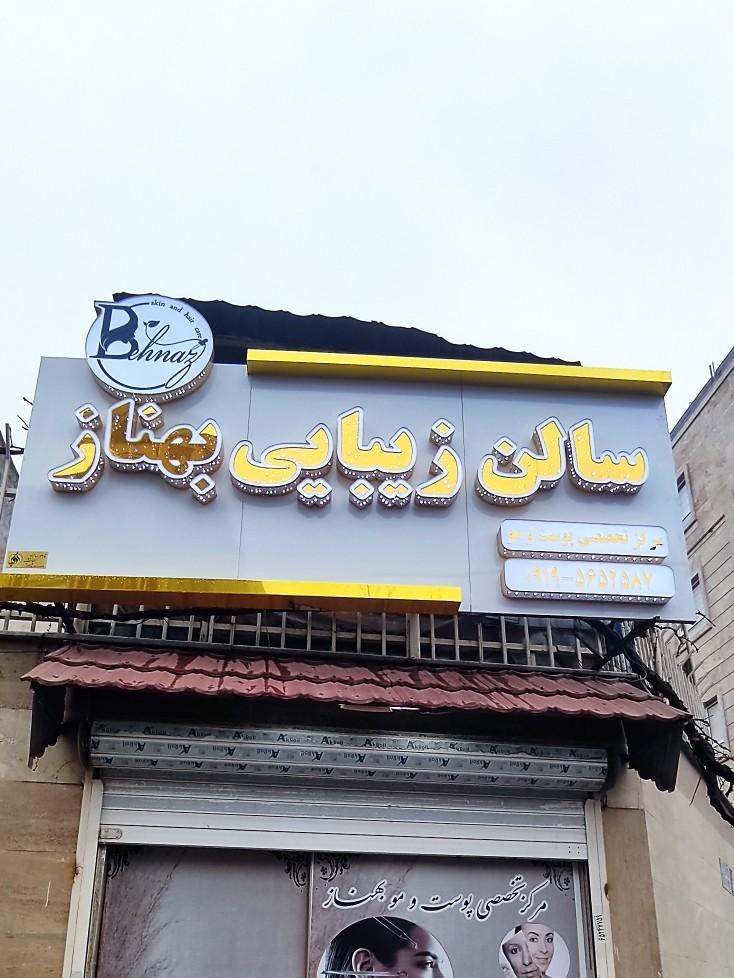 skin and hair care
Behnaz
سالن زیبایی بهناز
مرکز تخصصی پوست و مو
۰۹۱۹-۵۶۵۲۵۸۷
مرکز تخصصی پوست و مو بهناز